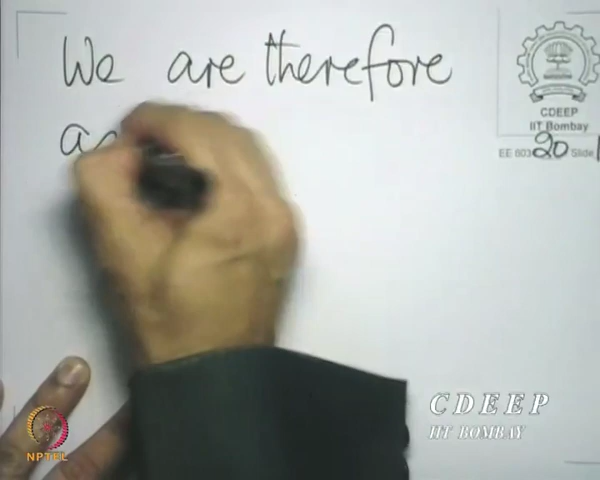 We are therefore
CDEEP
IIT Bombay
EE 603 20 Slide
CDEEP
IIT BOMBAY
NPTEL